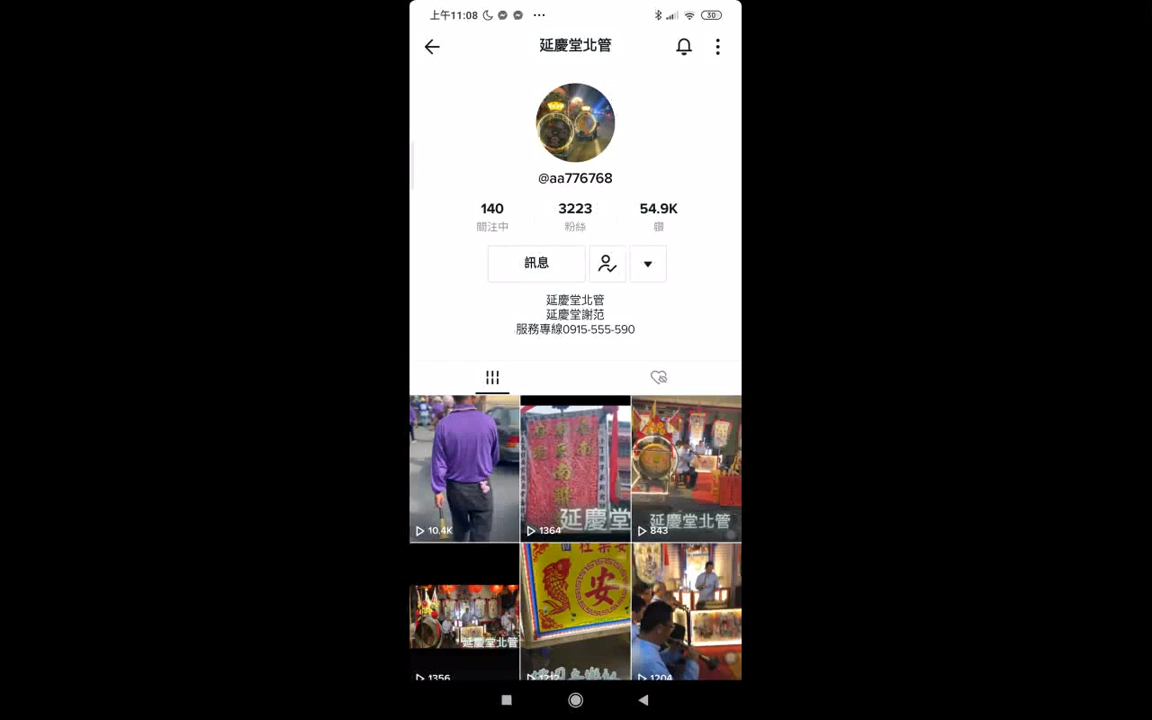 上午11:08
30
延慶堂北管
@aa776768
140
3223
54.9K
關注中
粉絲
讚
訊息
延慶堂北管
延慶堂謝范
服務專線0915-555-590
10.4K
1364
延慶堂
843
延慶堂北管
1356
延慶堂北管
安
1212
1204